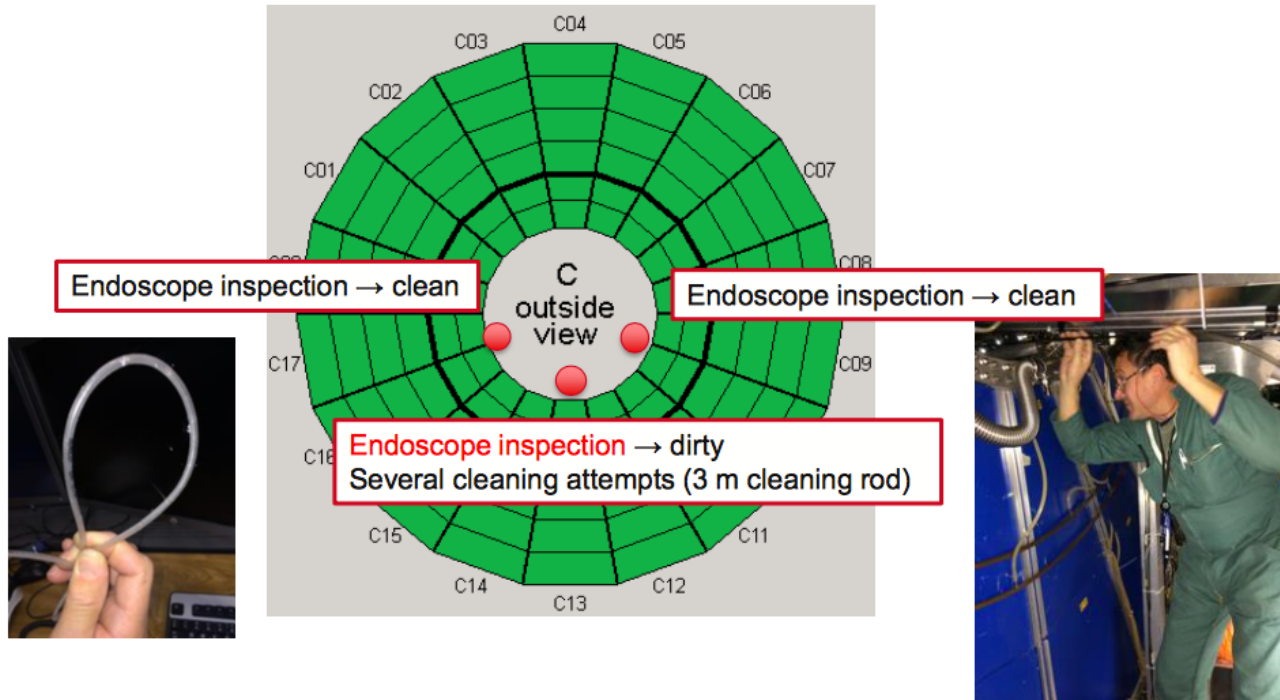 C04
C03
C05
C02
C06
C01
C07
C08
Endoscope inspection → clean
C
outside
view
Endoscope inspection → clean
C17
C09
Endoscope inspection → dirty
Several cleaning attempts (3 m cleaning rod)
C15
C11
C14
C12
C13